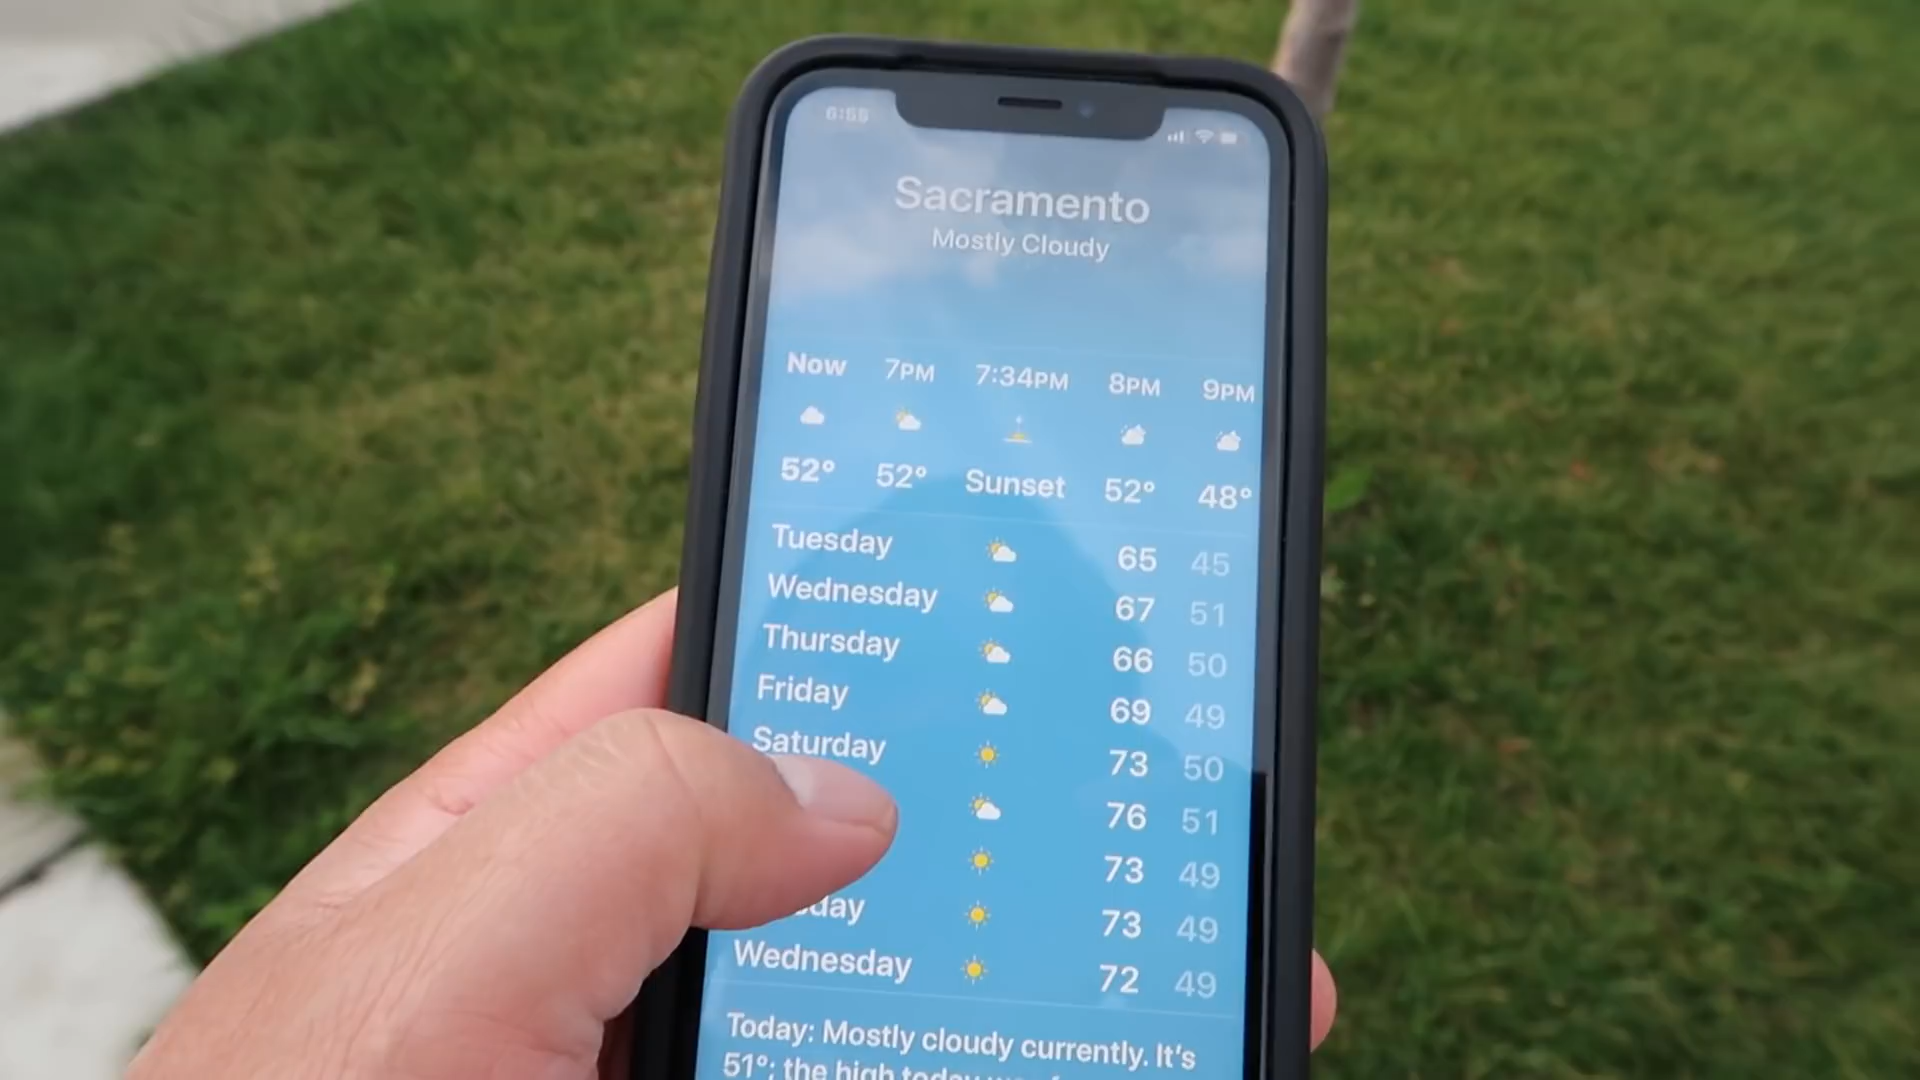 6:55
Sacramento
Mostly Cloudy
Now 7PM 7:34PM 8PM 9PM
52° 52° Sunset 52° 48°
Tuesday 65 45
Wednesday 67 51
Thursday 66 50
Friday 69 49
Saturday 73 50
76 51
73 49
day 73 49
Wednesday 72 49
Today: Mostly cloudy currently. It's
51°; the high today